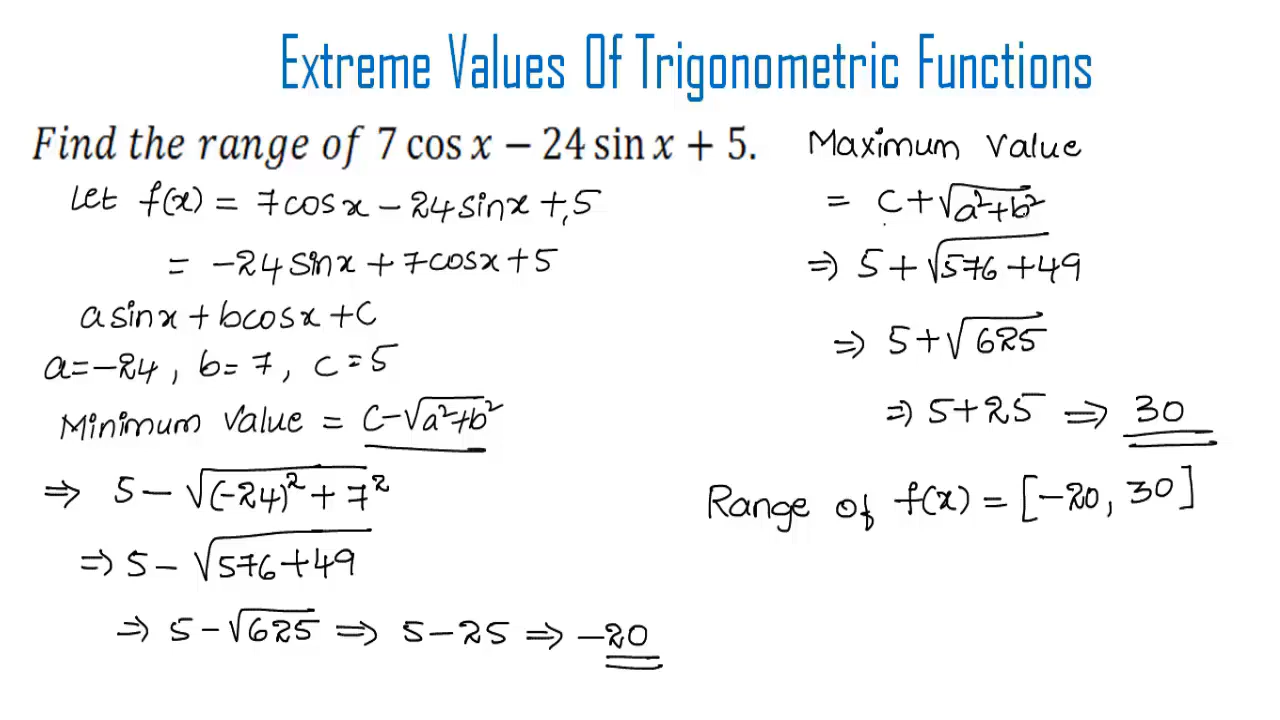 Extreme Values Of Trigonometric Functions
Find the range of 7 cos x − 24 sin x + 5.
Let f(x) = 7cosx − 24sinx + 5
= −24sinx + 7cosx + 5
asinx + bcosx + C
a=−24, b=7, c=5
Minimum Value = C−√(a²+b²)
⇒ 5 − √((-24)² + 7²)
⇒ 5 − √(576+49)
⇒ 5 − √625 ⇒ 5 − 25 ⇒ −20
Maximum Value
= C + √(a²+b²)
⇒ 5 + √(576+49)
⇒ 5 + √625
⇒ 5 + 25 ⇒ 30
Range of f(x) = [−20, 30]